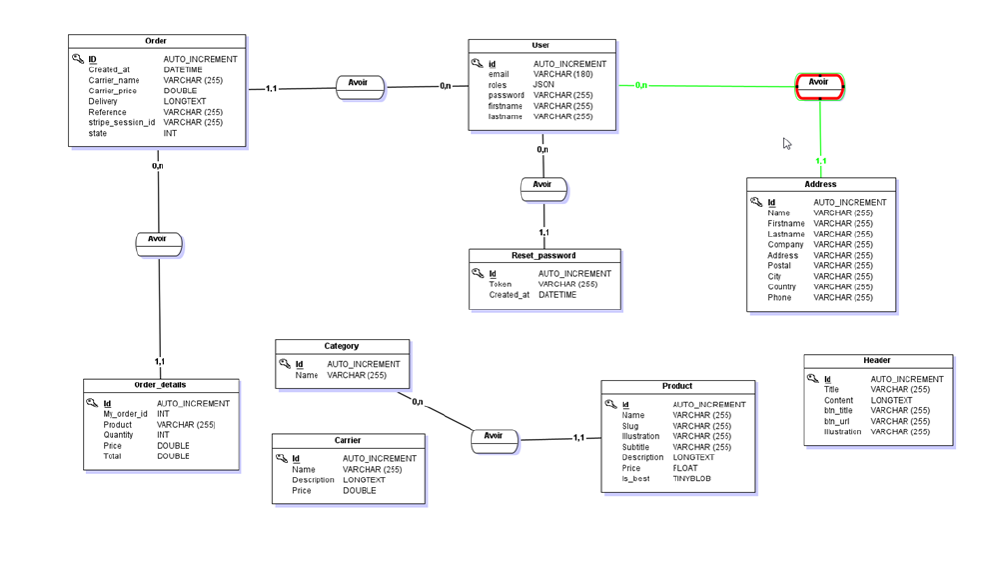 Order
ID AUTO_INCREMENT
Created_at DATETIME
Carrier_name VARCHAR (255)
Carrier_price DOUBLE
Delivery LONGTEXT
Reference VARCHAR (255)
stripe_session_id VARCHAR (255)
state INT
1,1
Avoir
0,n
User
id AUTO_INCREMENT
email VARCHAR (180)
roles JSON
password VARCHAR (255)
firstname VARCHAR (255)
lastname VARCHAR (255)
0,n
Avoir
1,1
Address
Id AUTO_INCREMENT
Name VARCHAR (255)
Firstname VARCHAR (255)
Lastname VARCHAR (255)
Company VARCHAR (255)
Address VARCHAR (255)
Postal VARCHAR (255)
City VARCHAR (255)
Country VARCHAR (255)
Phone VARCHAR (255)
0,n
Avoir
1,1
Reset_password
Id AUTO_INCREMENT
Token VARCHAR (255)
Created_at DATETIME
0,n
Avoir
1,1
Order_details
Id AUTO_INCREMENT
My_order_id INT
Product VARCHAR (255)
Quantity INT
Price DOUBLE
Total DOUBLE
Category
Id AUTO_INCREMENT
Name VARCHAR (255)
0,n
Avoir
1,1
Product
Id AUTO_INCREMENT
Name VARCHAR (255)
Slug VARCHAR (255)
Illustration VARCHAR (255)
Subtitle VARCHAR (255)
Description LONGTEXT
Price FLOAT
Is_best TINYBLOB
Carrier
Id AUTO_INCREMENT
Name VARCHAR (255)
Description LONGTEXT
Price DOUBLE
Header
Id AUTO_INCREMENT
Title VARCHAR (255)
Content LONGTEXT
btn_title VARCHAR (255)
btn_url VARCHAR (255)
Illustration VARCHAR (255)